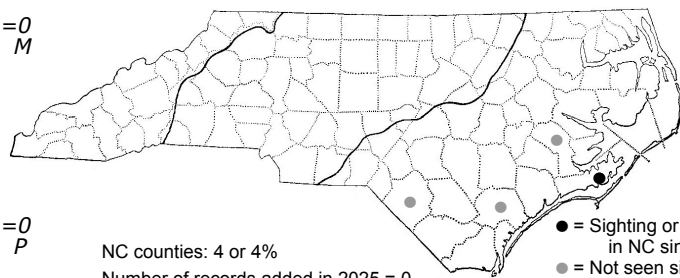 =0
M
=0
P
NC counties: 4 or 4%
Number of records added in 2025 = 0
● = Sighting or
in NC sin
● = Not seen si